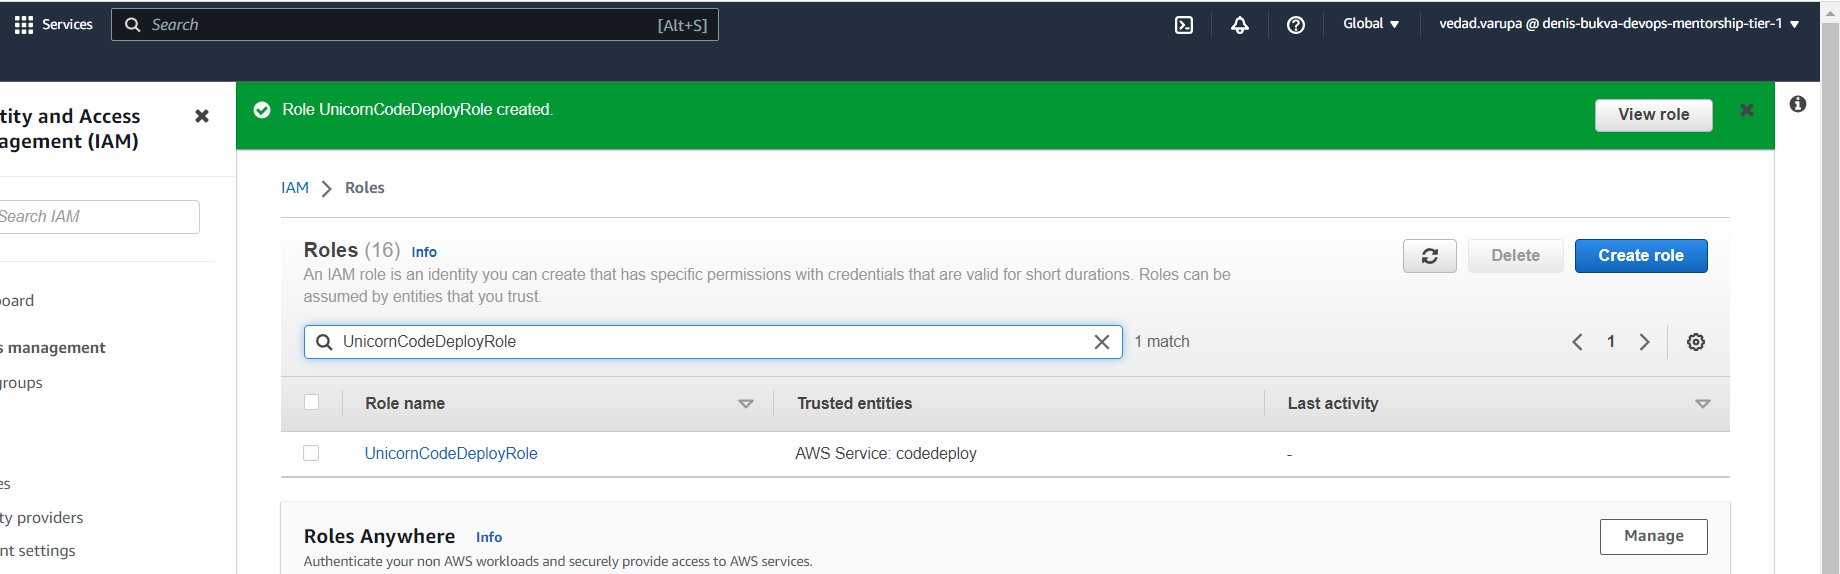 Services
Search
[Alt+S]
Global
vedad.varupa @ denis-bukva-devops-mentorship-tier-1
tity and Access
agement (IAM)
Search IAM
board
s management
groups
es
ty providers
nt settings
Role UnicornCodeDeployRole created.
View role
IAM
Roles
Roles (16) Info
An IAM role is an identity you can create that has specific permissions with credentials that are valid for short durations. Roles can be
assumed by entities that you trust.
Delete
Create role
UnicornCodeDeployRole
1 match
1
Role name
Trusted entities
Last activity
UnicornCodeDeployRole
AWS Service: codedeploy
-
Roles Anywhere Info
Authenticate your non AWS workloads and securely provide access to AWS services.
Manage